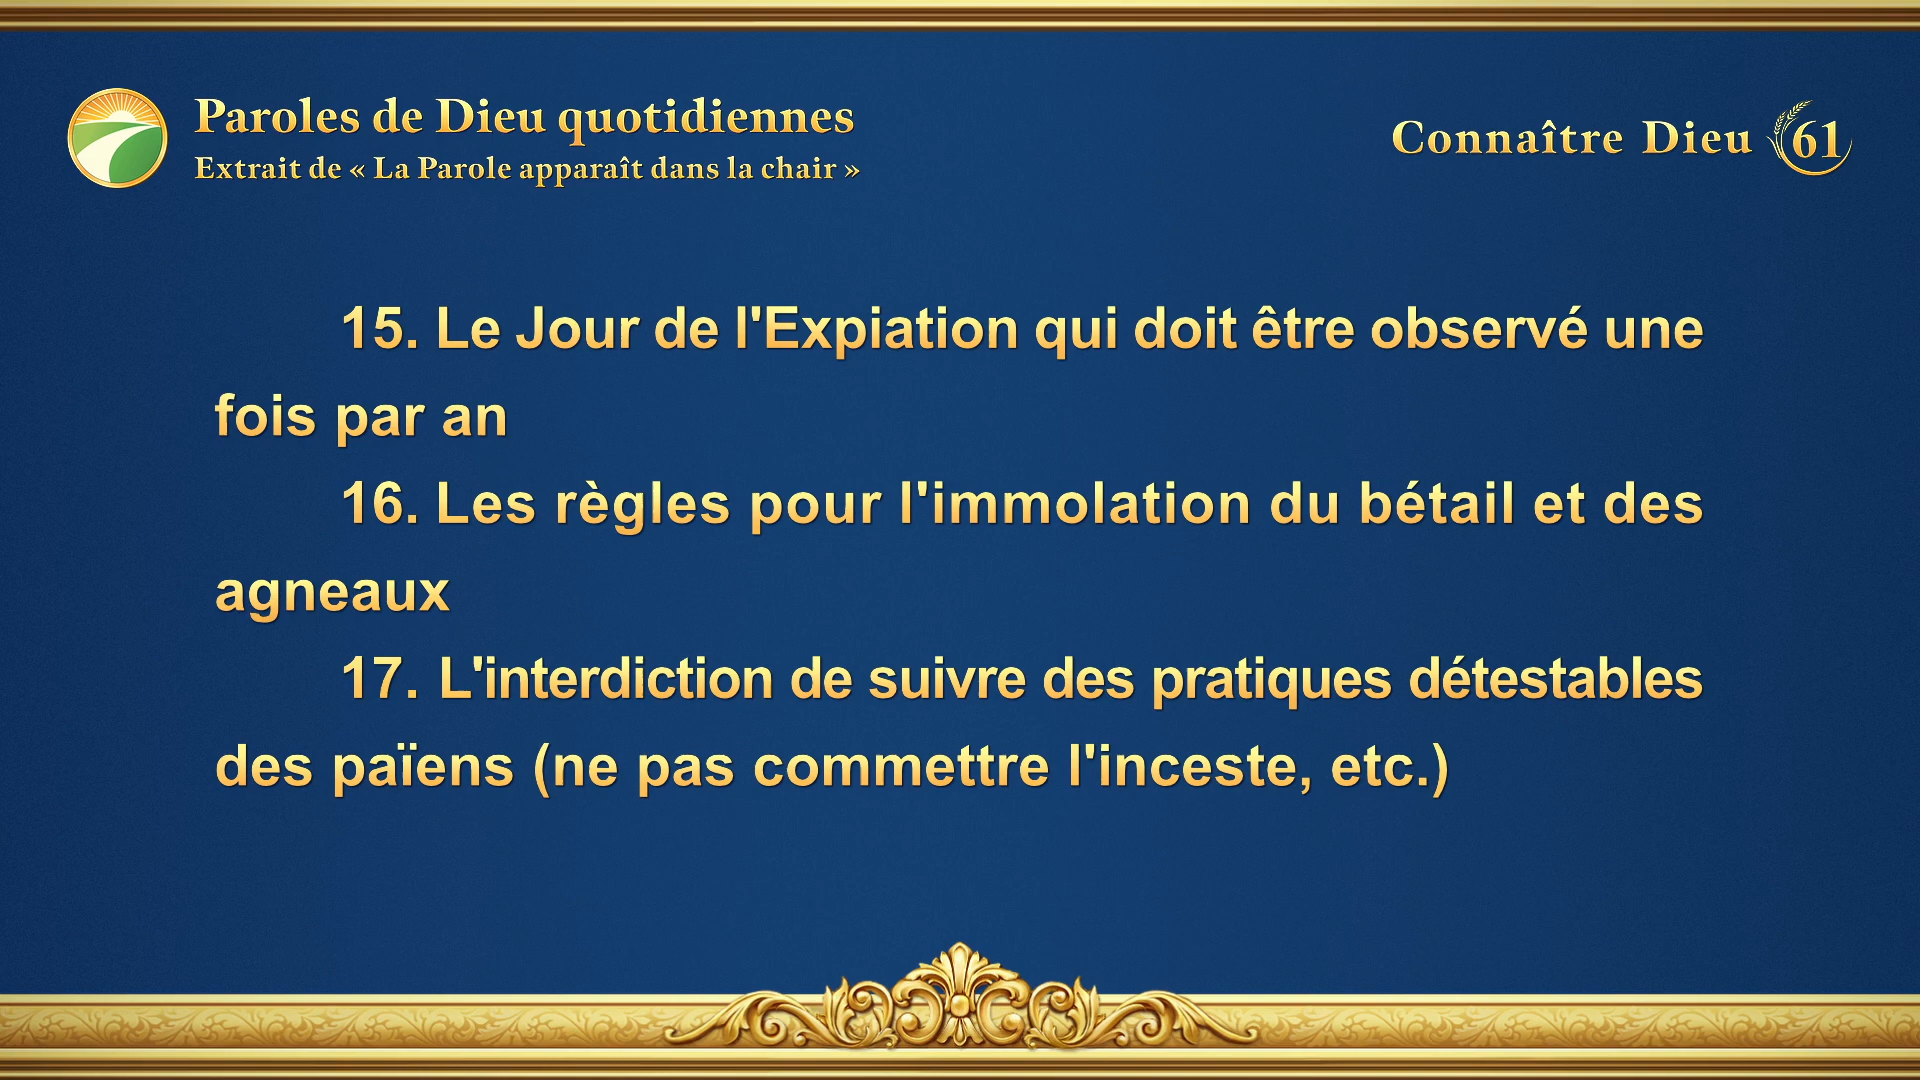 Paroles de Dieu quotidiennes
Extrait de « La Parole apparaît dans la chair »
Connaître Dieu 61
15. Le Jour de l'Expiation qui doit être observé une
fois par an
16. Les règles pour l'immolation du bétail et des
agneaux
17. L'interdiction de suivre des pratiques détestables
des païens (ne pas commettre l'inceste, etc.)